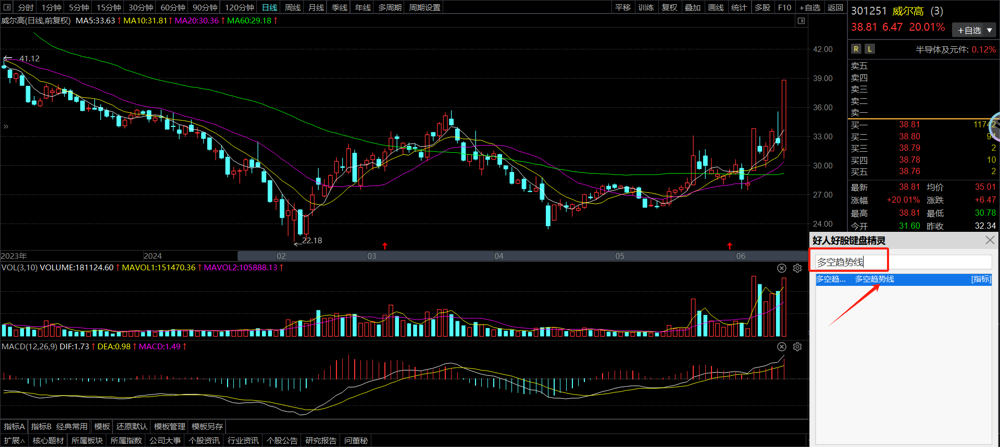 分时 1分钟 5分钟 15分钟 30分钟 60分钟 90分钟 120分钟 日线 周线 月线 季线 年线 多周期 周期设置 平移 训练 复权 叠加 画线 统计 多股 F10 +自选 返回
威尔高(日线,前复权) MA5:33.63↑ MA10:31.81↑ MA20:30.36↑ MA60:29.18↑
41.12
22.18
42.00
39.00
36.00
33.00
30.00
27.00
24.00
2023年 2024 02 03 04 05 06
VOL(3,10) VOLUME:181124.60↑ MAVOL1:151470.36↑ MAVOL2:105888.13↑
MACD(12,26,9) DIF:1.73↑ DEA:0.98↑ MACD:1.49↑
指标A 指标B 经典常用 模板 还原默认 模板管理 模板另存
扩展∧ 核心题材 所属板块 所属指数 公司大事 个股资讯 行业资讯 个股公告 研究报告 问董秘
301251 威尔高 (3)
38.81 6.47 20.01% +自选 ▼
R L 半导体及元件: 0.12%
卖五
卖四
卖三
卖二
卖一
买一 38.81 11742
买二 38.80 94
买三 38.79 2
买四 38.78 10
买五 38.76 2
最新 38.81 均价 35.01
涨幅 +20.01% 涨跌 +6.47
最高 38.81 最低 30.78
今开 31.60 昨收 32.34
好人好股键盘精灵
多空趋势线
多空趋... 多空趋势线 [指标]